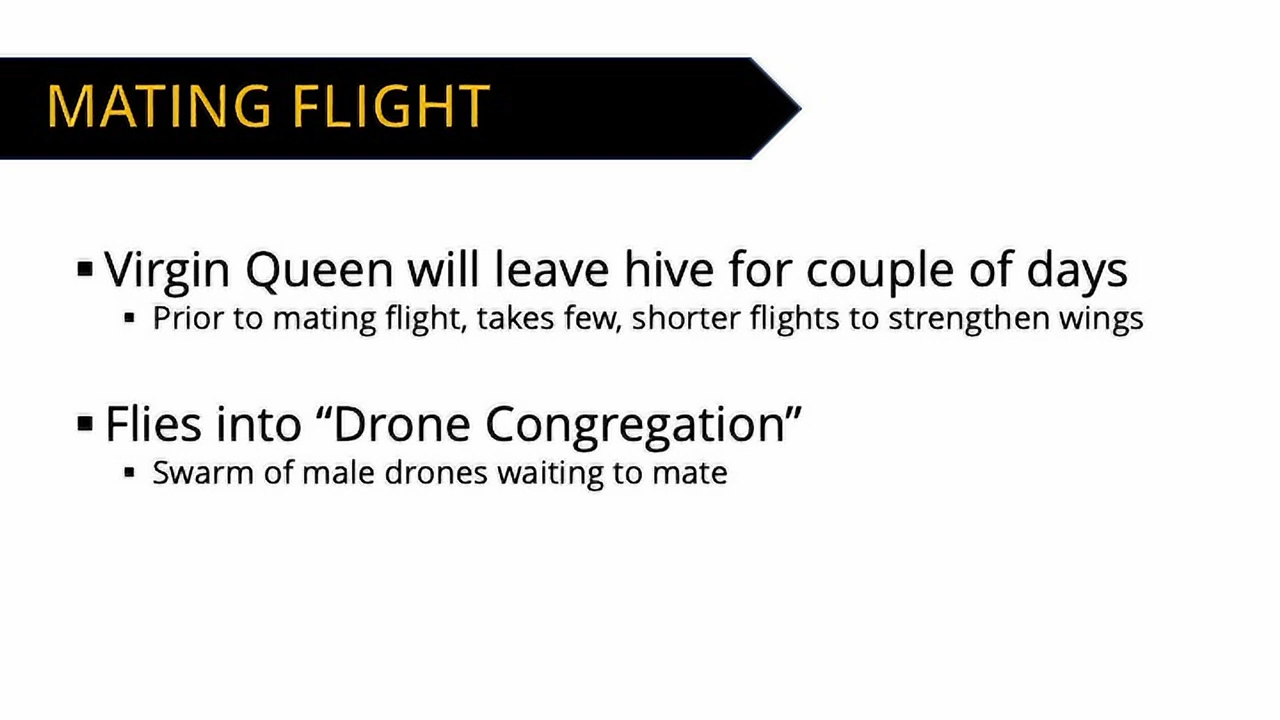 MATING FLIGHT
▪ Virgin Queen will leave hive for couple of days
▪ Prior to mating flight, takes few, shorter flights to strengthen wings
▪ Flies into “Drone Congregation”
▪ Swarm of male drones waiting to mate